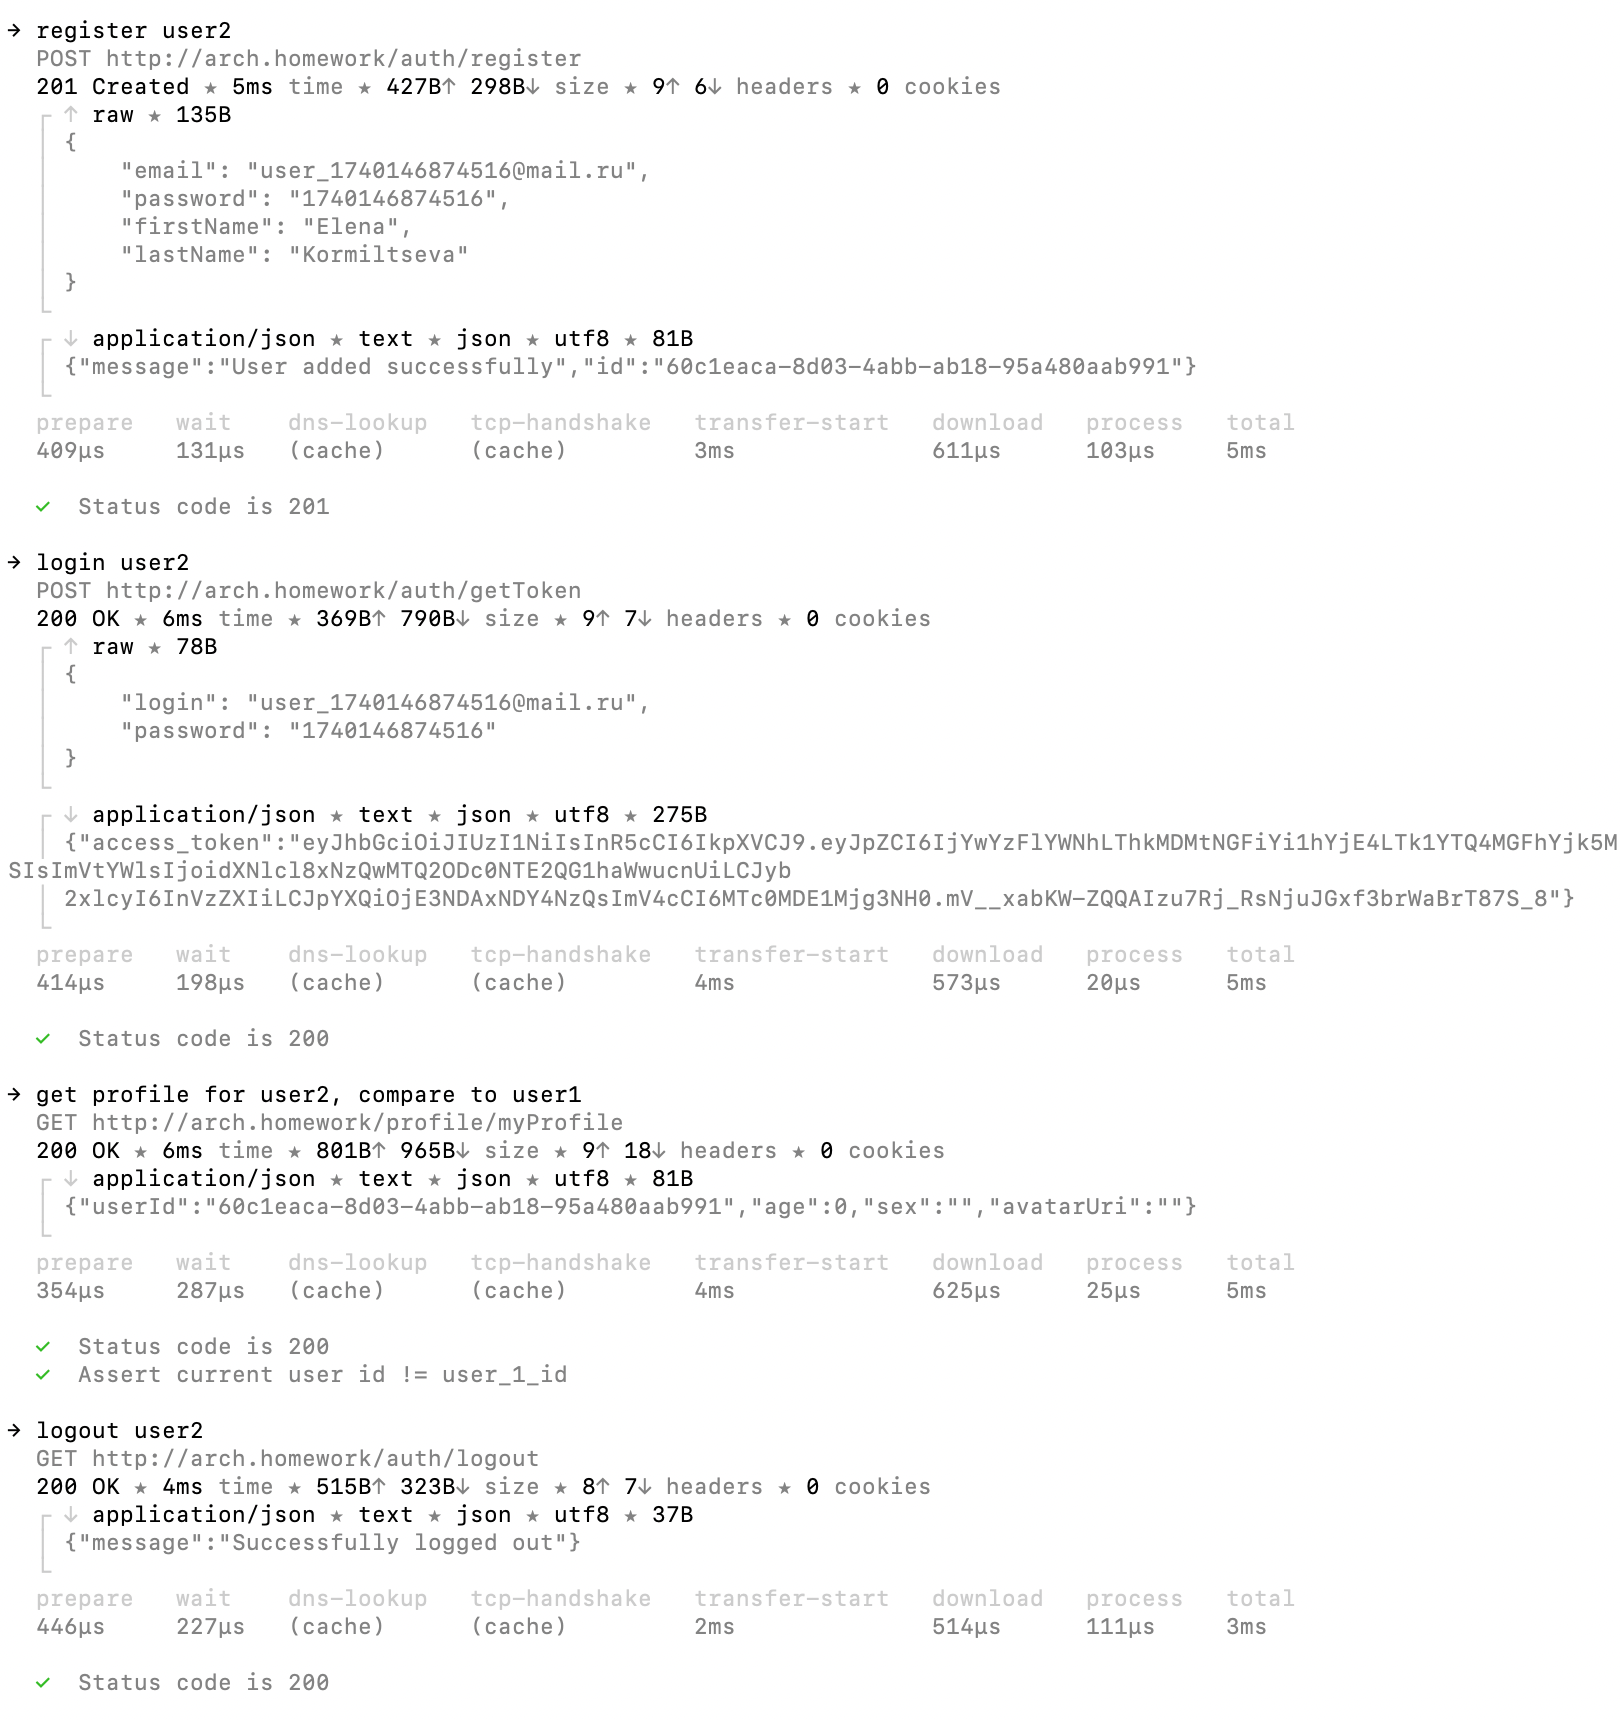 → register user2
POST http://arch.homework/auth/register
201 Created ★ 5ms time ★ 427B↑ 298B↓ size ★ 9↑ 6↓ headers ★ 0 cookies
↑ raw ★ 135B
{
"email": "user_1740146874516@mail.ru",
"password": "1740146874516",
"firstName": "Elena",
"lastName": "Kormiltseva"
}
↓ application/json ★ text ★ json ★ utf8 ★ 81B
{"message":"User added successfully","id":"60c1eaca-8d03-4abb-ab18-95a480aab991"}
prepare wait dns-lookup tcp-handshake transfer-start download process total
409µs 131µs (cache) (cache) 3ms 611µs 103µs 5ms
✓ Status code is 201
→ login user2
POST http://arch.homework/auth/getToken
200 OK ★ 6ms time ★ 369B↑ 790B↓ size ★ 9↑ 7↓ headers ★ 0 cookies
↑ raw ★ 78B
{
"login": "user_1740146874516@mail.ru",
"password": "1740146874516"
}
↓ application/json ★ text ★ json ★ utf8 ★ 275B
{"access_token":"eyJhbGciOiJIUzI1NiIsInR5cCI6IkpXVCJ9.eyJpZCI6IjYwYzFlYWNhLThkMDMtNGFiYi1hYjE4LTk1YTQ4MGFhYjk5M
SIsImVtYWlsIjoidXNlcl8xNzQwMTQ2ODc0NTE2QG1haWwucnUiLCJyb
2xlcyI6InVzZXIiLCJpYXQiOjE3NDAxNDY4NzQsImV4cCI6MTc0MDE1Mjg3NH0.mV__xabKW-ZQQAIzu7Rj_RsNjuJGxf3brWaBrT87S_8"}
prepare wait dns-lookup tcp-handshake transfer-start download process total
414µs 198µs (cache) (cache) 4ms 573µs 20µs 5ms
✓ Status code is 200
→ get profile for user2, compare to user1
GET http://arch.homework/profile/myProfile
200 OK ★ 6ms time ★ 801B↑ 965B↓ size ★ 9↑ 18↓ headers ★ 0 cookies
↓ application/json ★ text ★ json ★ utf8 ★ 81B
{"userId":"60c1eaca-8d03-4abb-ab18-95a480aab991","age":0,"sex":"","avatarUri":""}
prepare wait dns-lookup tcp-handshake transfer-start download process total
354µs 287µs (cache) (cache) 4ms 625µs 25µs 5ms
✓ Status code is 200
✓ Assert current user id != user_1_id
→ logout user2
GET http://arch.homework/auth/logout
200 OK ★ 4ms time ★ 515B↑ 323B↓ size ★ 8↑ 7↓ headers ★ 0 cookies
↓ application/json ★ text ★ json ★ utf8 ★ 37B
{"message":"Successfully logged out"}
prepare wait dns-lookup tcp-handshake transfer-start download process total
446µs 227µs (cache) (cache) 2ms 514µs 111µs 3ms
✓ Status code is 200